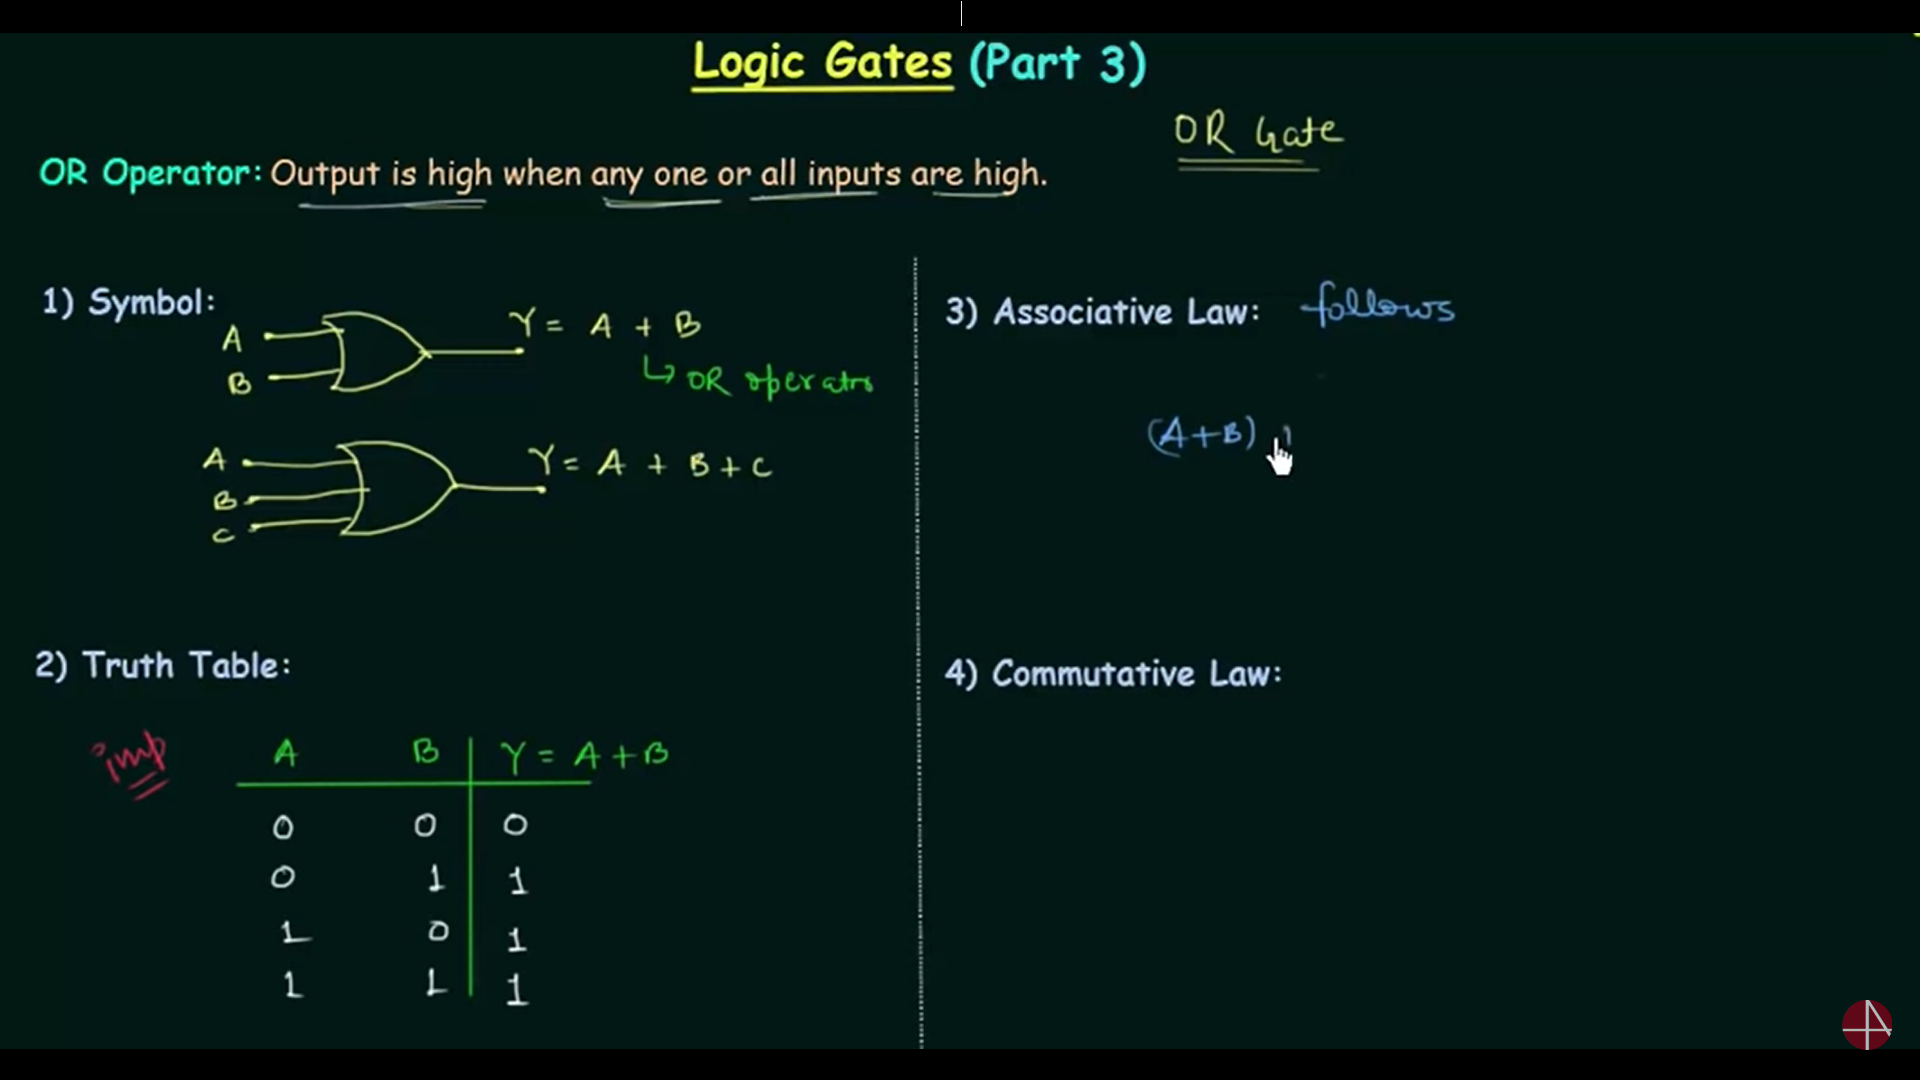 Logic Gates (Part 3)
OR Gate
OR Operator: Output is high when any one or all inputs are high.
1) Symbol:
A
B
Y = A + B
↳ OR operator
A
B
C
Y = A + B + C
2) Truth Table:
imp
A B Y = A + B
0 0 0
0 1 1
1 0 1
1 1 1
3) Associative Law: follows
(A+B)
4) Commutative Law: